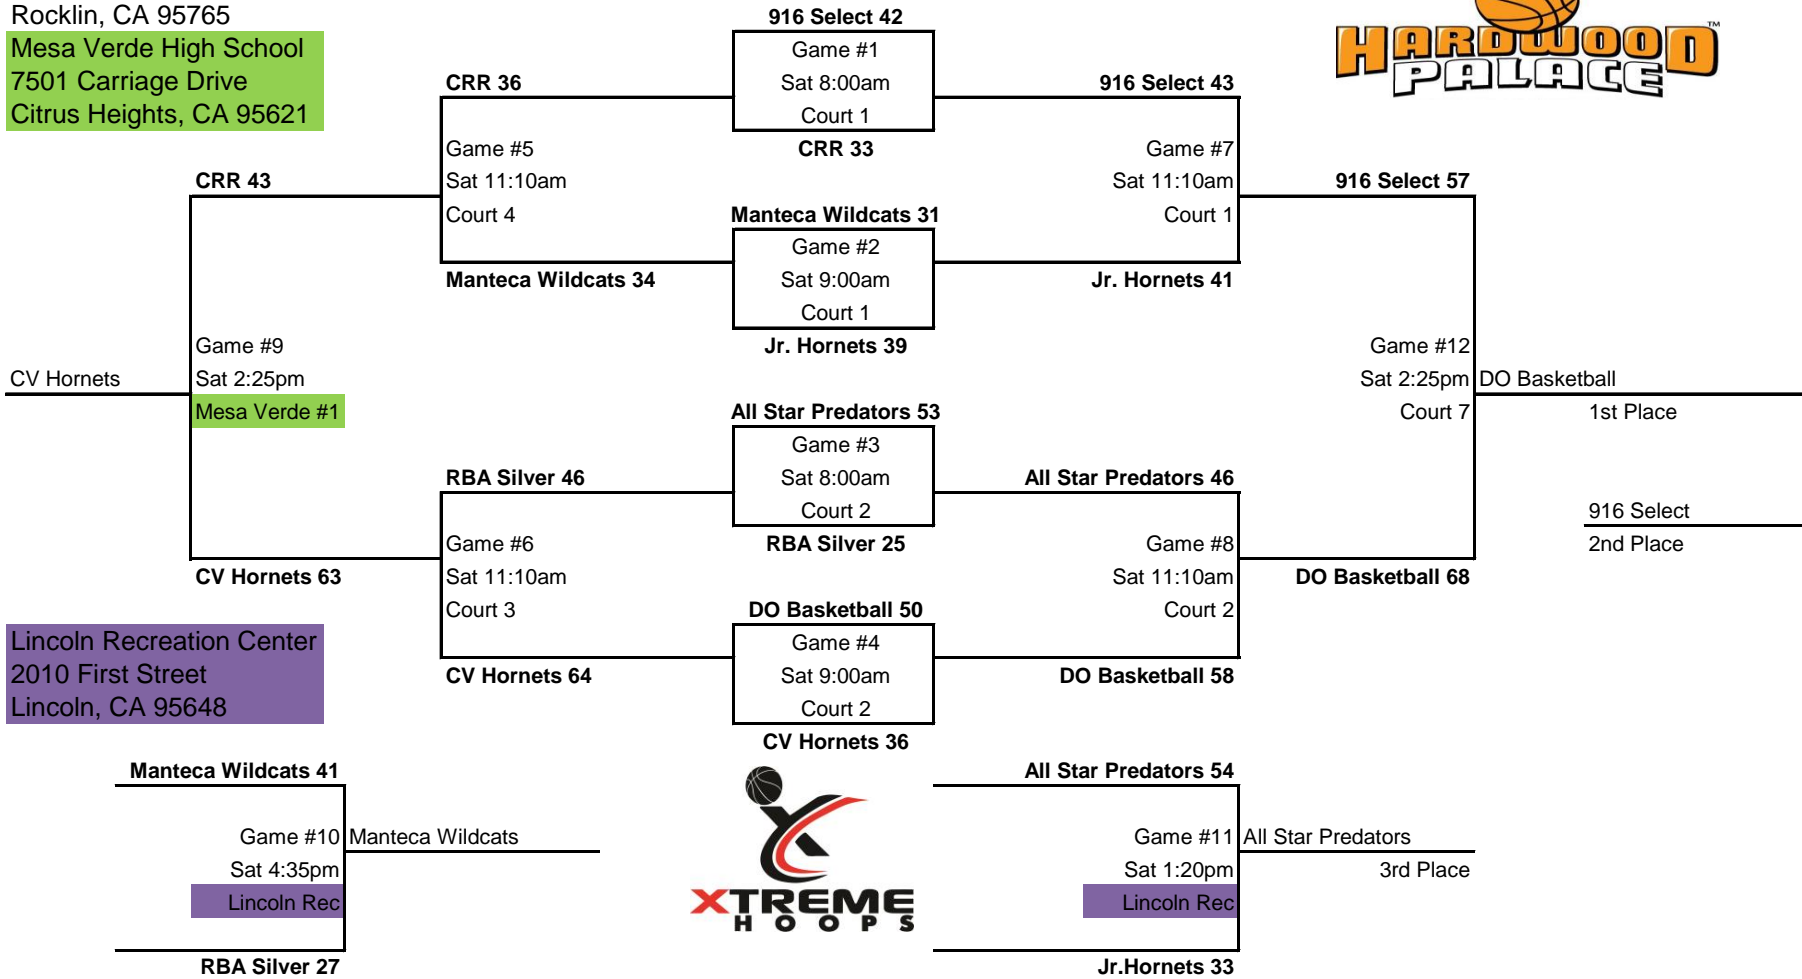 Rocklin, CA 95765
Mesa Verde High School
7501 Carriage Drive
Citrus Heights, CA 95621
HARDWOOD
PALACE
TM
916 Select 42
Game #1
Sat 8:00am
Court 1
CRR 33
CRR 36
Game #5
Sat 11:10am
Court 4
Manteca Wildcats 34
916 Select 43
Game #7
Sat 11:10am
Court 1
Jr. Hornets 41
CRR 43
Game #9
Sat 2:25pm
Mesa Verde #1
CV Hornets 63
CV Hornets
Manteca Wildcats 31
Game #2
Sat 9:00am
Court 1
Jr. Hornets 39
916 Select 57
Game #12
Sat 2:25pm
Court 7
DO Basketball 68
DO Basketball
1st Place
916 Select
2nd Place
All Star Predators 53
Game #3
Sat 8:00am
Court 2
RBA Silver 25
RBA Silver 46
Game #6
Sat 11:10am
Court 3
CV Hornets 64
All Star Predators 46
Game #8
Sat 11:10am
Court 2
DO Basketball 58
DO Basketball 50
Game #4
Sat 9:00am
Court 2
CV Hornets 36
Lincoln Recreation Center
2010 First Street
Lincoln, CA 95648
Manteca Wildcats 41
Game #10
Sat 4:35pm
Lincoln Rec
RBA Silver 27
Manteca Wildcats
XTREME
HOOPS
All Star Predators 54
Game #11
Sat 1:20pm
Lincoln Rec
Jr.Hornets 33
All Star Predators
3rd Place